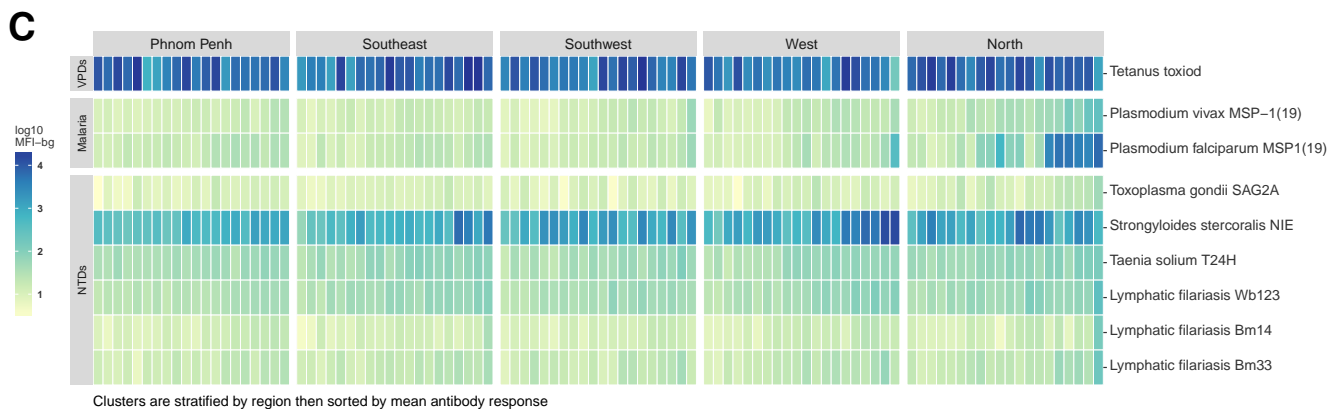 C
Phnom Penh
Southeast
Southwest
West
North
VPDs
Tetanus toxiod
Malaria
Plasmodium vivax MSP−1(19)
Plasmodium falciparum MSP1(19)
log10
MFI−bg
4
3
2
1
NTDs
Toxoplasma gondii SAG2A
Strongyloides stercoralis NIE
Taenia solium T24H
Lymphatic filariasis Wb123
Lymphatic filariasis Bm14
Lymphatic filariasis Bm33
Clusters are stratified by region then sorted by mean antibody response